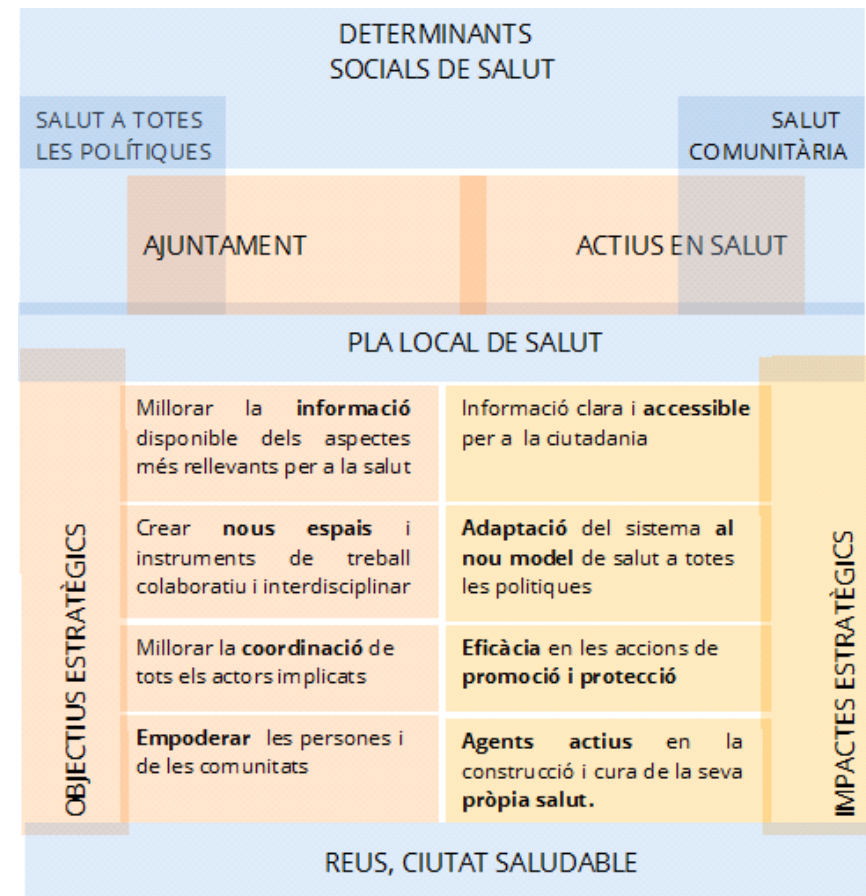 DETERMINANTS
SOCIALS DE SALUT
SALUT A TOTES
LES POLÍTIQUES
SALUT
COMUNITÀRIA
AJUNTAMENT
ACTIUS EN SALUT
PLA LOCAL DE SALUT
OBJECTIUS ESTRATÈGICS
Millorar la informació
disponible dels aspectes
més rellevants per a la salut
Informació clara i accessible
per a la ciutadania
Crear nous espais i
instruments de treball
colaboratiu i interdisciplinar
Adaptació del sistema al
nou model de salut a totes
les politiques
Millorar la coordinació de
tots els actors implicats
Eficàcia en les accions de
promoció i protecció
Empoderar les persones i
de les comunitats
Agents actius en la
construcció i cura de la seva
pròpia salut.
IMPACTES ESTRATÈGICS
REUS, CIUTAT SALUDABLE